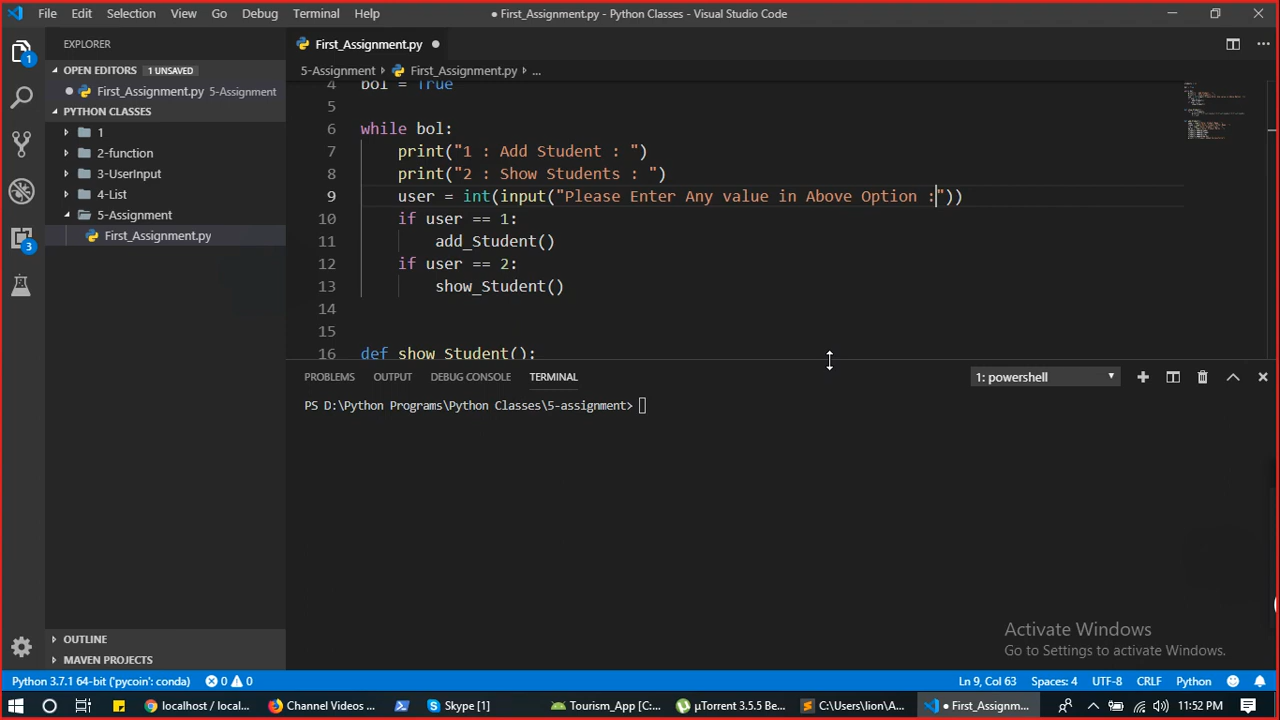 File Edit Selection View Go Debug Terminal Help
● First_Assignment.py - Python Classes - Visual Studio Code
EXPLORER
OPEN EDITORS 1 UNSAVED
● First_Assignment.py 5-Assignment
PYTHON CLASSES
1
2-function
3-UserInput
4-List
5-Assignment
First_Assignment.py
OUTLINE
MAVEN PROJECTS
1
3
First_Assignment.py ●
5-Assignment First_Assignment.py ...
4 bol = True
5
6 while bol:
7 print("1 : Add Student : ")
8 print("2 : Show Students : ")
9 user = int(input("Please Enter Any value in Above Option :"))
10 if user == 1:
11 add_Student()
12 if user == 2:
13 show_Student()
14
15
16 def show_Student():
PROBLEMS OUTPUT DEBUG CONSOLE TERMINAL 1: powershell
PS D:\Python Programs\Python Classes\5-assignment>
Activate Windows
Go to Settings to activate Windows.
Python 3.7.1 64-bit ('pycoin': conda) 0 0 Ln 9, Col 63 Spaces: 4 UTF-8 CRLF Python
localhost / local... Channel Videos ... Skype [1] Tourism_App [C:... µTorrent 3.5.5 Be... C:\Users\lion\A... ● First_Assignm... 11:52 PM